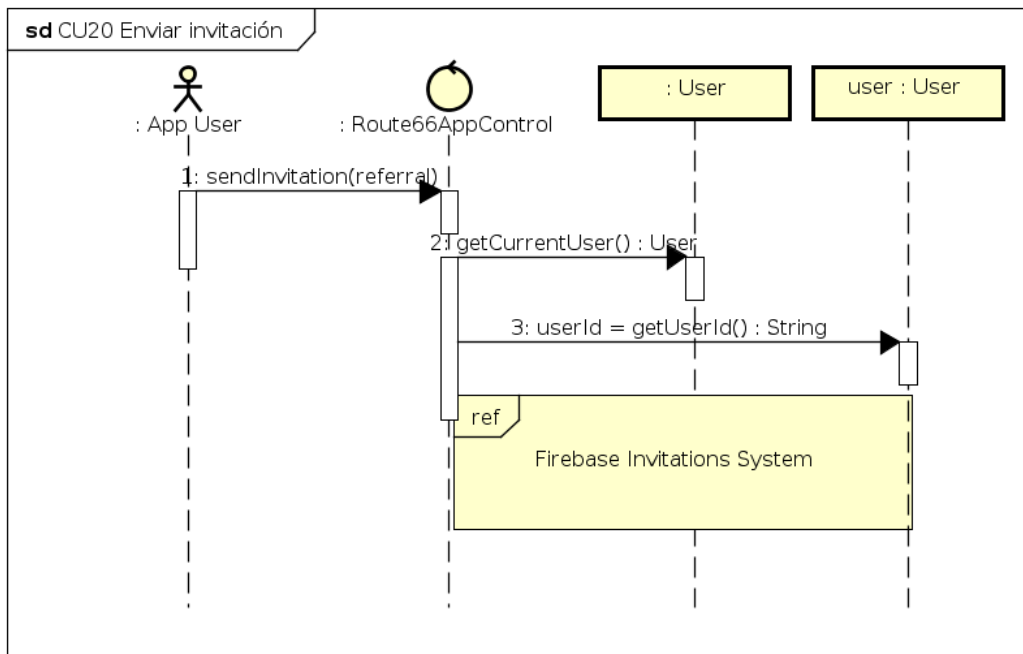 sd CU20 Enviar invitación
: App User
: Route66AppControl
: User
user : User
1: sendInvitation(referral)
2: getCurrentUser() : User
3: userId = getUserId() : String
ref
Firebase Invitations System